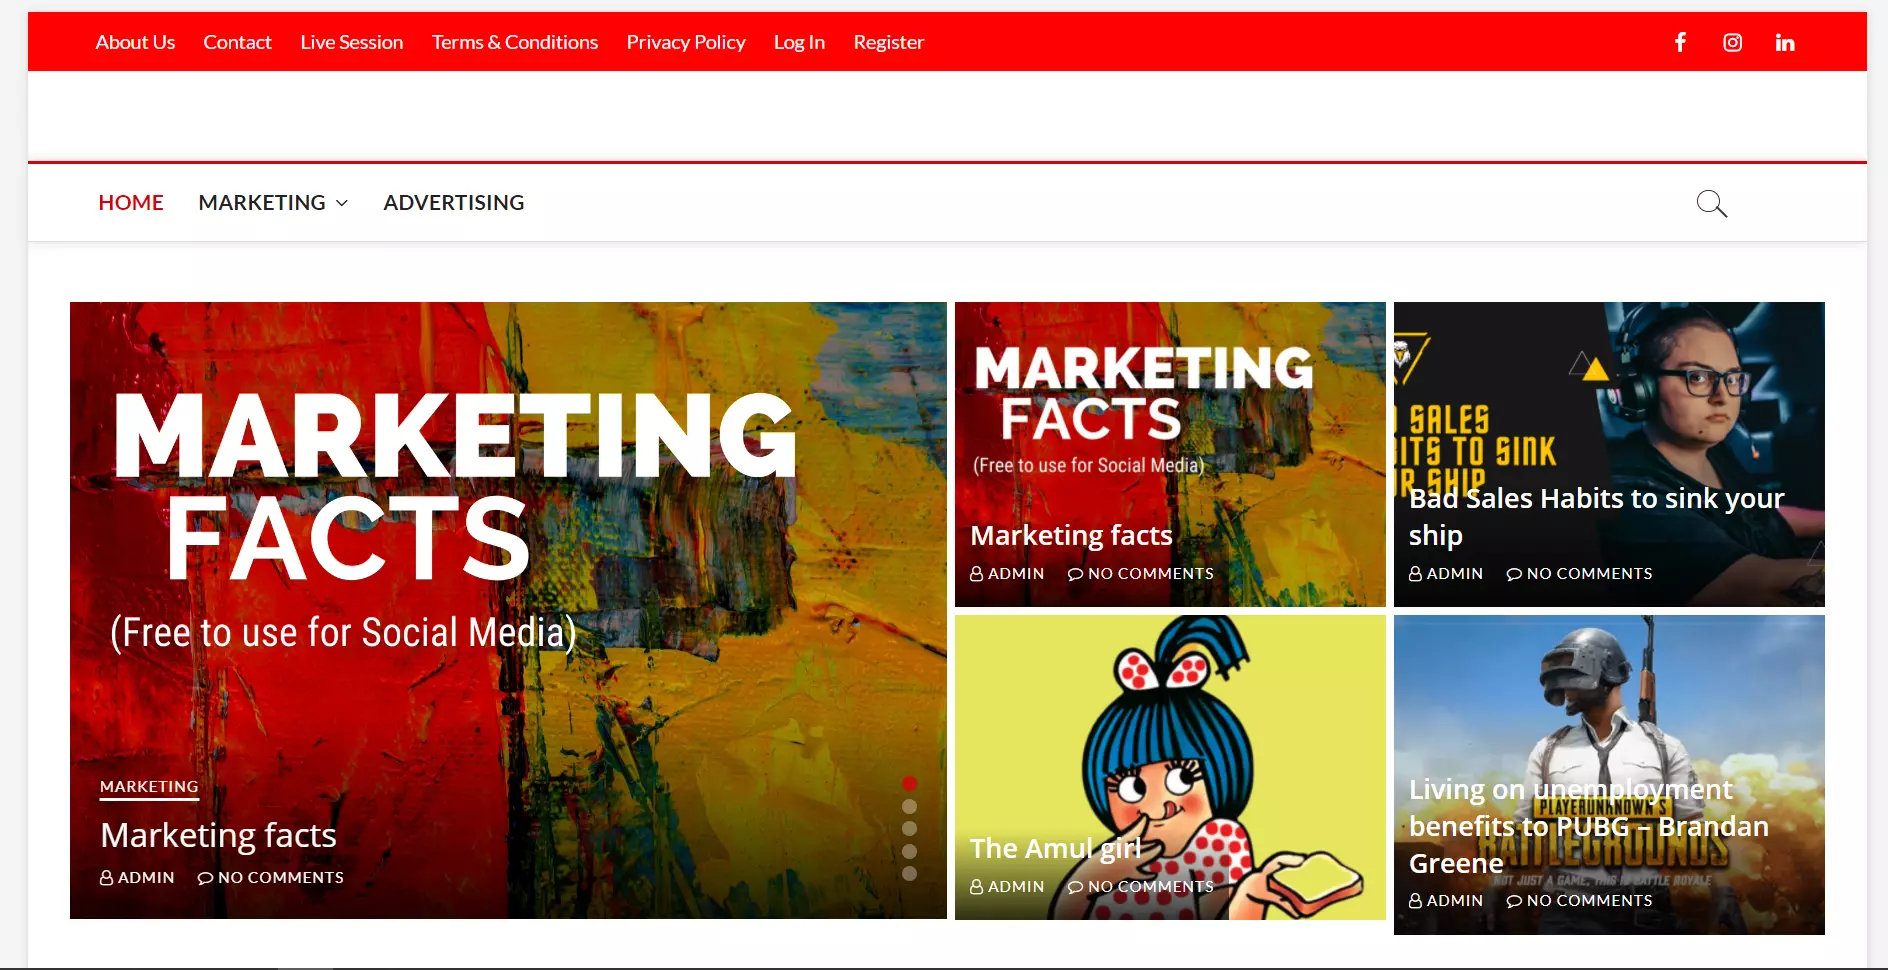 About Us Contact Live Session Terms & Conditions Privacy Policy Log In Register
HOME MARKETING ADVERTISING
MARKETING
FACTS
(Free to use for Social Media)
MARKETING
Marketing facts
ADMIN NO COMMENTS
MARKETING
FACTS
(Free to use for Social Media)
Marketing facts
ADMIN NO COMMENTS
SALES
ITS TO SINK
R SHIP
Bad Sales Habits to sink your
ship
ADMIN NO COMMENTS
The Amul girl
ADMIN NO COMMENTS
Living on unemployment
PLAYERUNKNOWN'S
benefits to PUBG – Brandan
BATTLEGROUNDS
Greene
NOT JUST A GAME, THIS IS BATTLE ROYALE
ADMIN NO COMMENTS